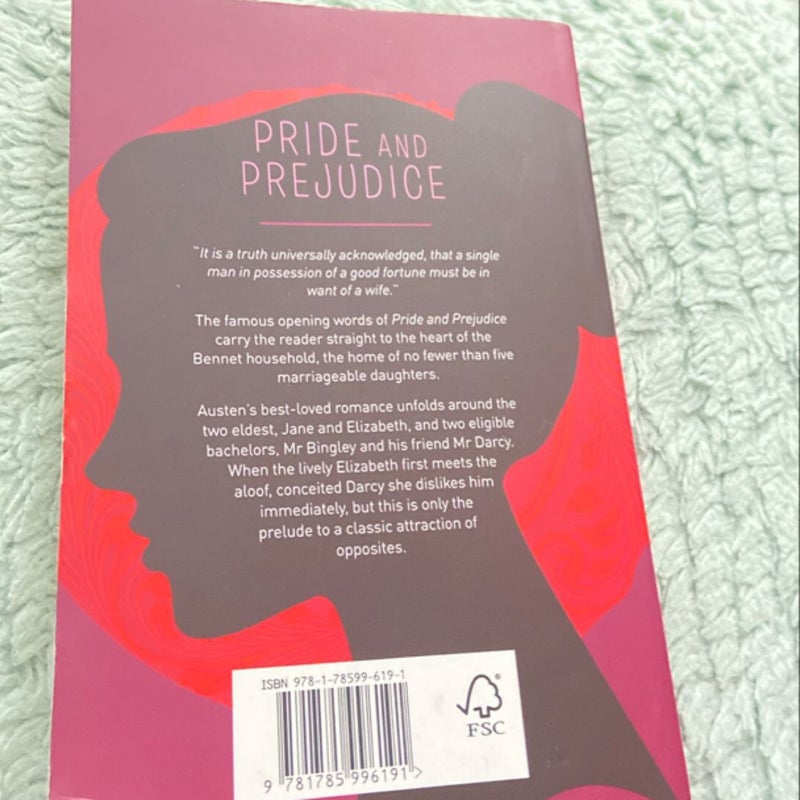 PRIDE AND
PREJUDICE
"It is a truth universally acknowledged, that a single
man in possession of a good fortune must be in
want of a wife."
The famous opening words of Pride and Prejudice
carry the reader straight to the heart of the
Bennet household, the home of no fewer than five
marriageable daughters.
Austen's best-loved romance unfolds around the
two eldest, Jane and Elizabeth, and two eligible
bachelors, Mr Bingley and his friend Mr Darcy.
When the lively Elizabeth first meets the
aloof, conceited Darcy she dislikes him
immediately, but this is only the
prelude to a classic attraction of
opposites.
ISBN 978-1-78599-619-1
9 781785 996191 >
FSC